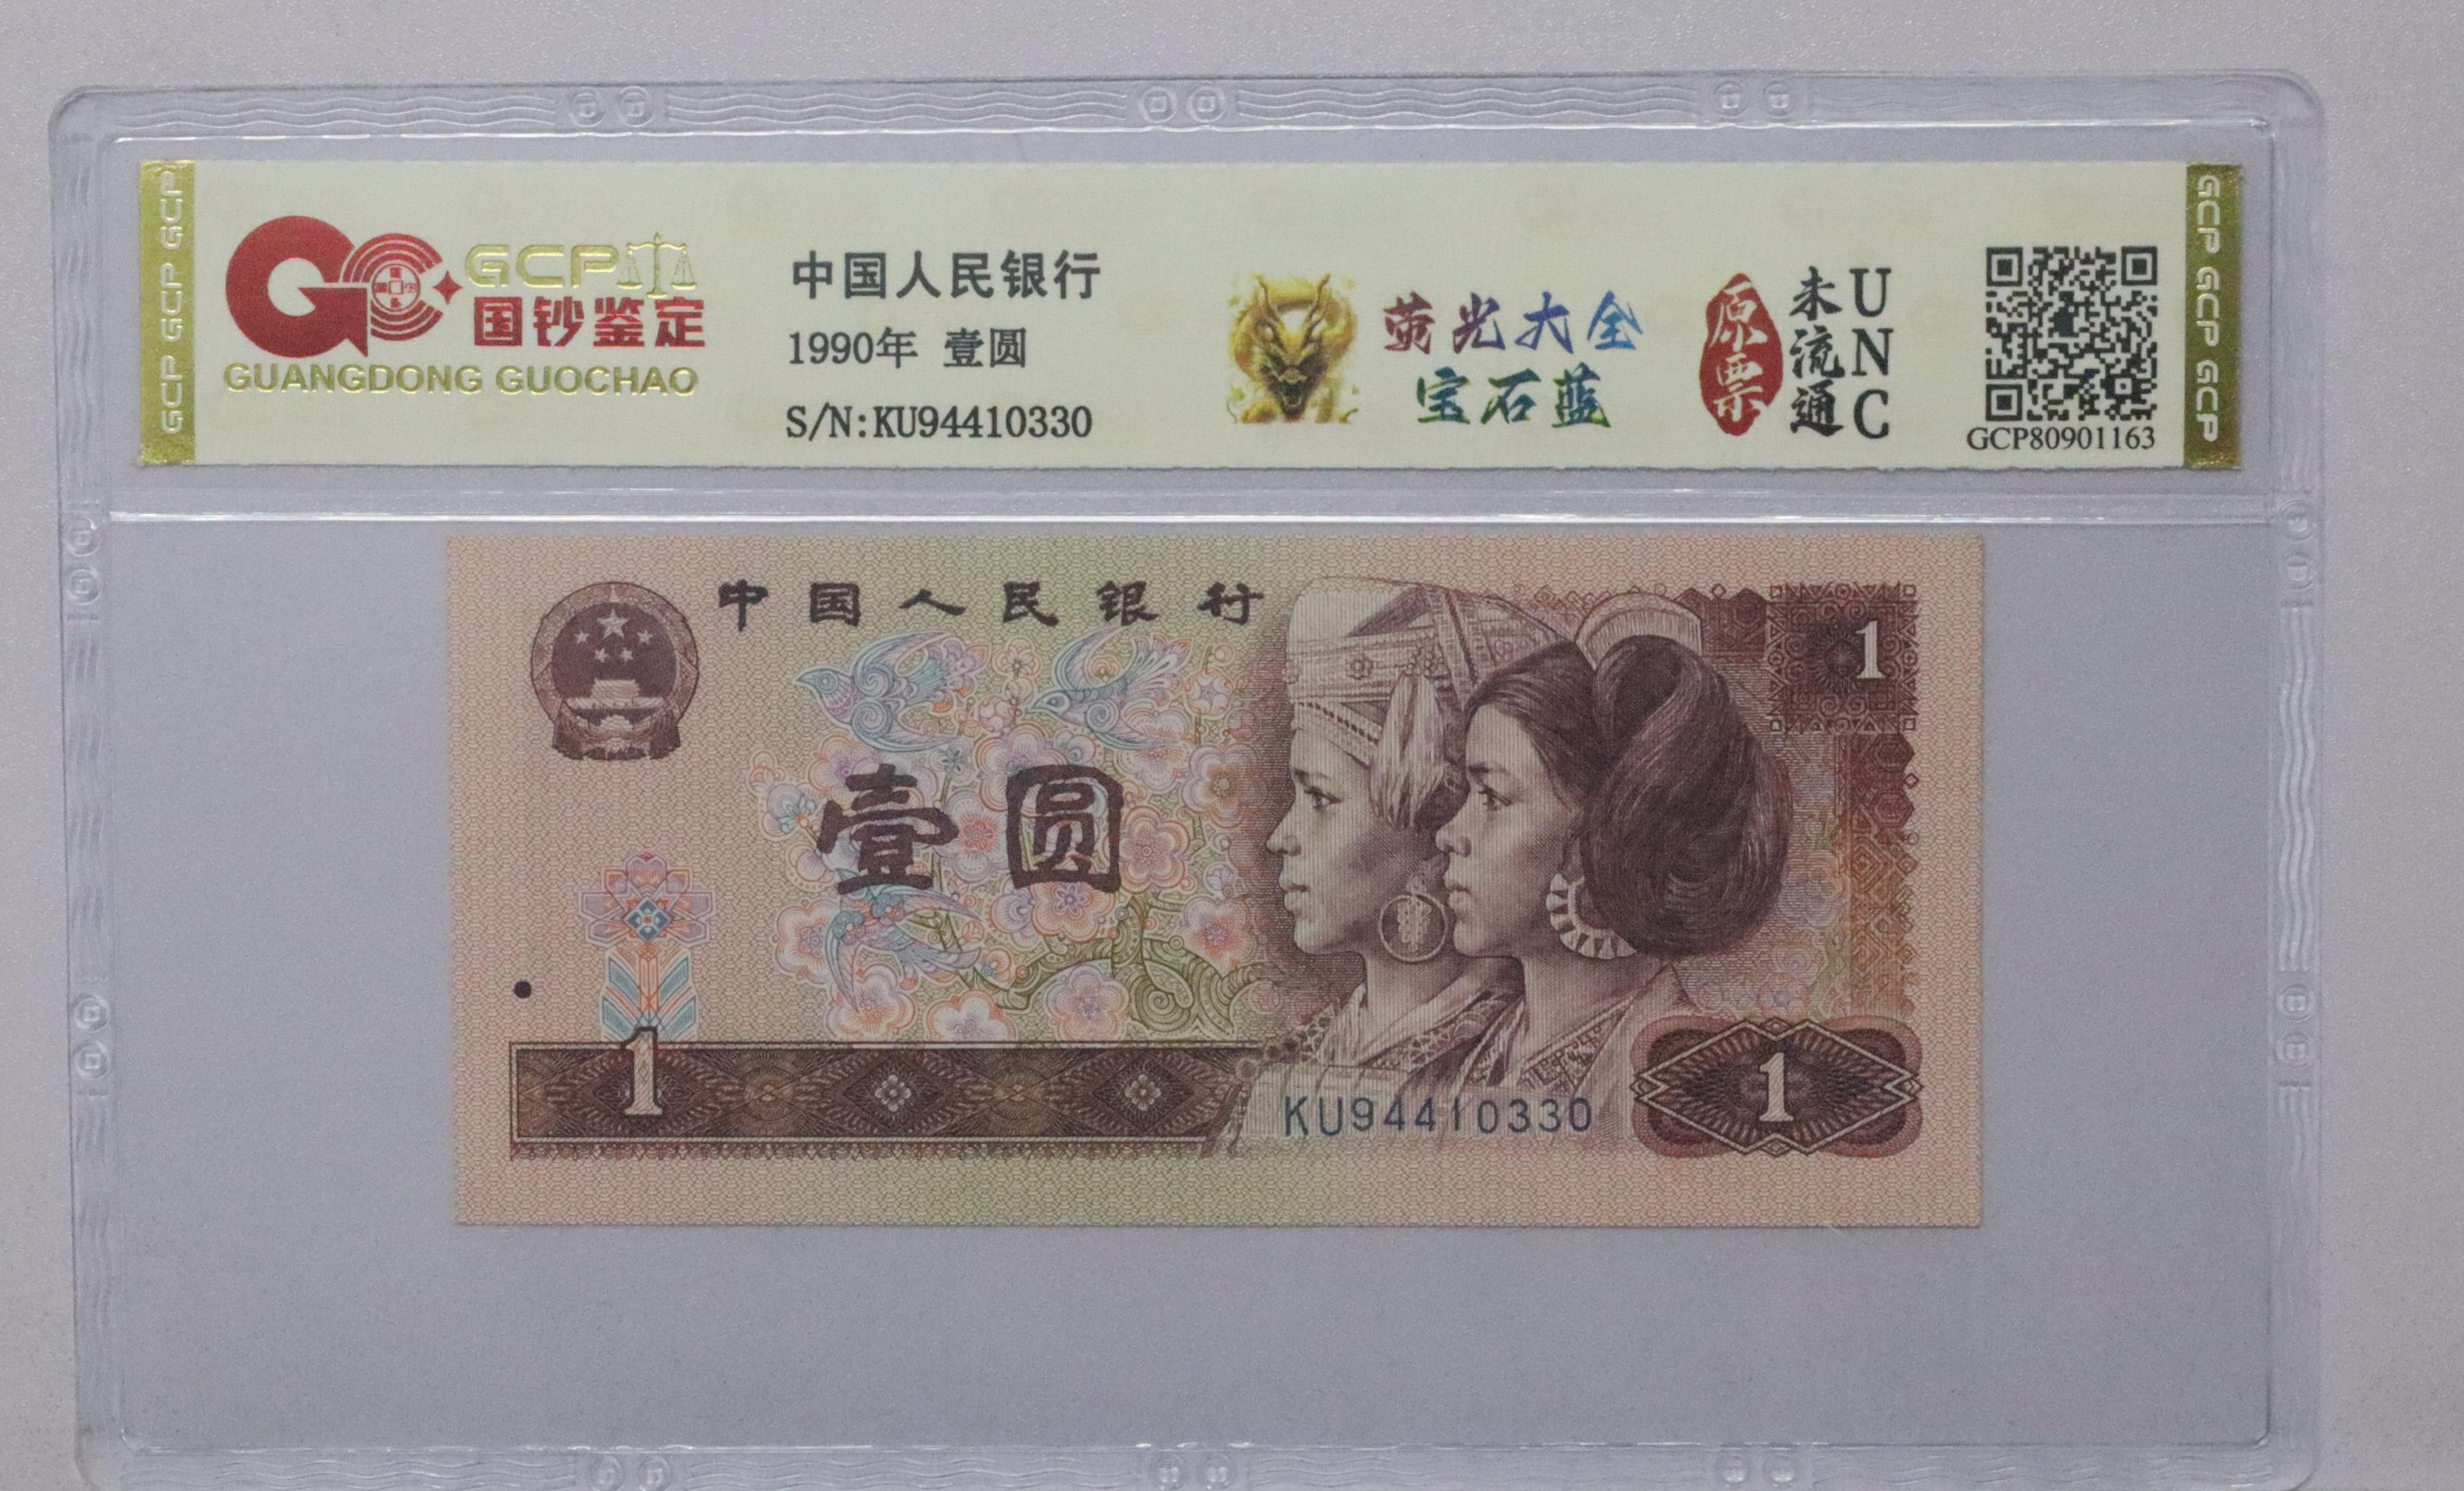 GCP GCP GCP
GCP
国钞鉴定
GUANGDONG GUOCHAO
中国人民银行
1990年 壹圆
S/N:KU94410330
荧光大全
宝石蓝
原票
未流通
UNC
GCP80901163
GCP GCP GCP
中国人民银行
1
壹圆
1
KU94410330
1